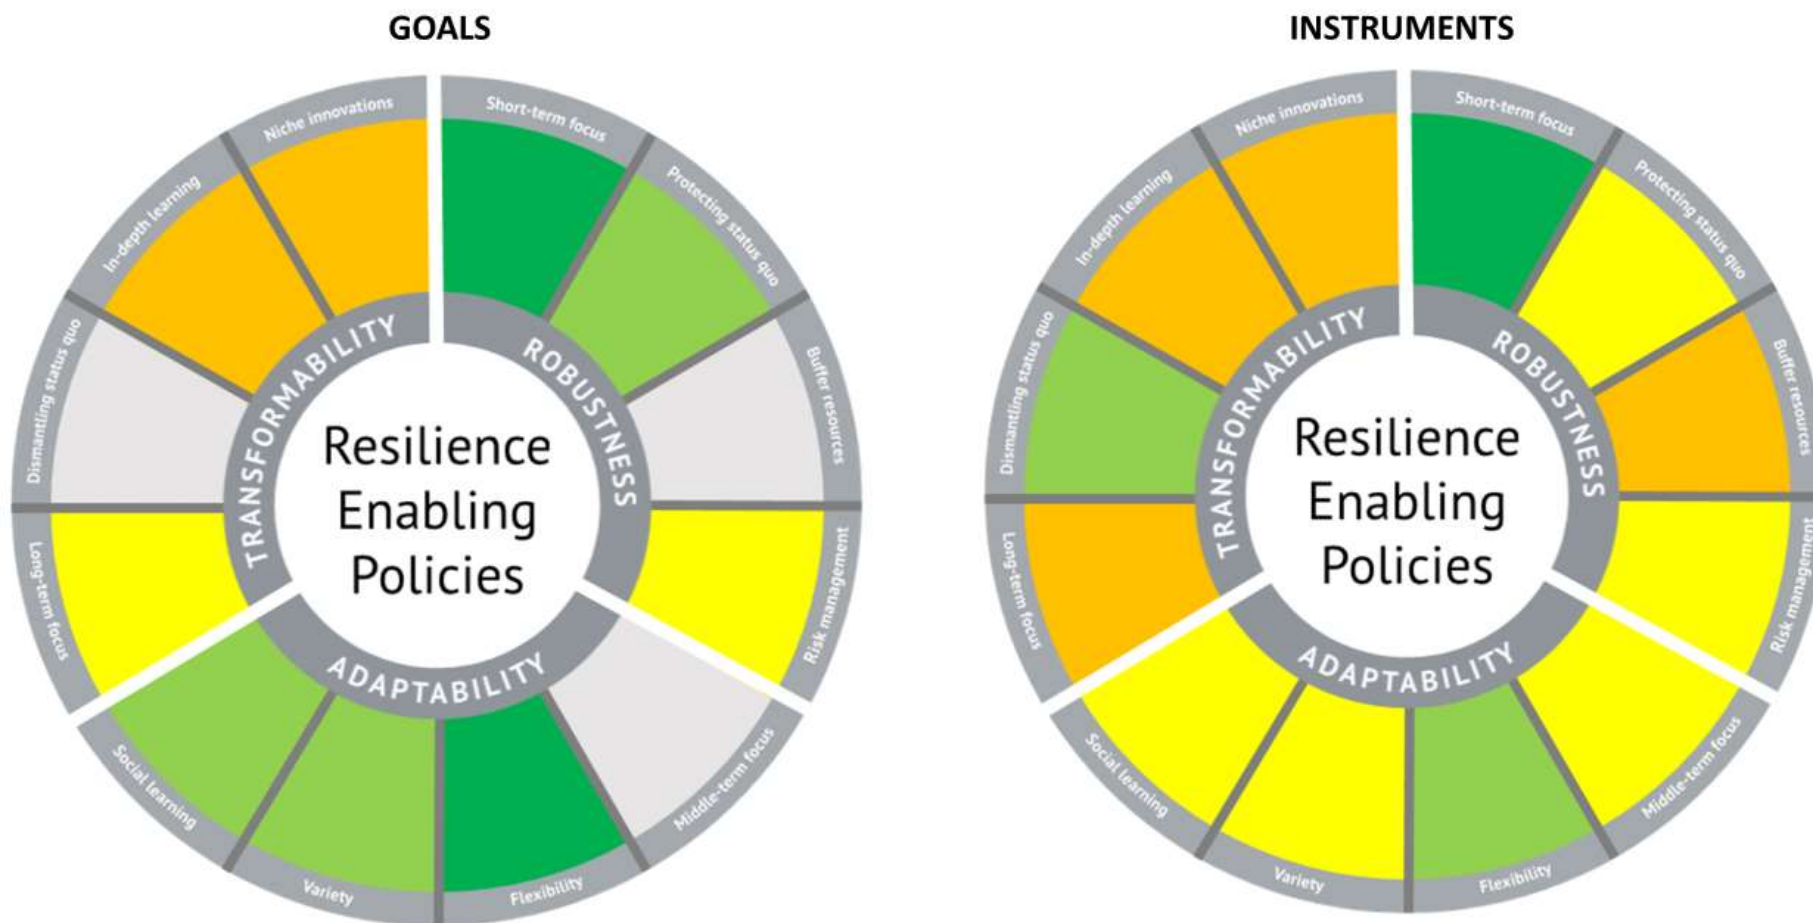 GOALS
Short-term focus
Protecting status quo
Buffer resources
Risk management
Middle-term focus
Flexibility
Variety
Social learning
Long-term focus
Dismantling status quo
In-depth learning
Niche innovations
ROBUSTNESS
ADAPTABILITY
TRANSFORMABILITY
Resilience
Enabling
Policies
INSTRUMENTS
Short-term focus
Protecting status quo
Buffer resources
Risk management
Middle-term focus
Flexibility
Variety
Social learning
Long-term focus
Dismantling status quo
In-depth learning
Niche innovations
ROBUSTNESS
ADAPTABILITY
TRANSFORMABILITY
Resilience
Enabling
Policies